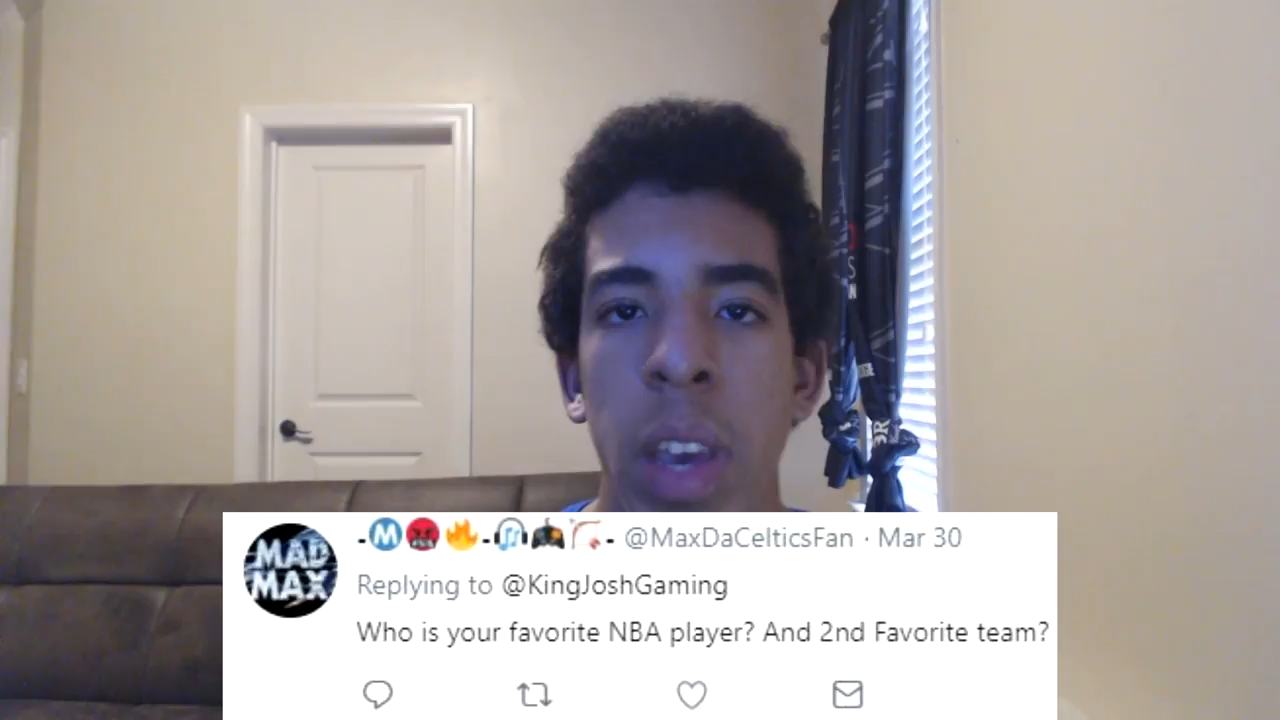 -Ⓜ️🤬🔥-🎧🎮🏹- @MaxDaCelticsFan · Mar 30
MAD
MAX
Replying to @KingJoshGaming
Who is your favorite NBA player? And 2nd Favorite team?